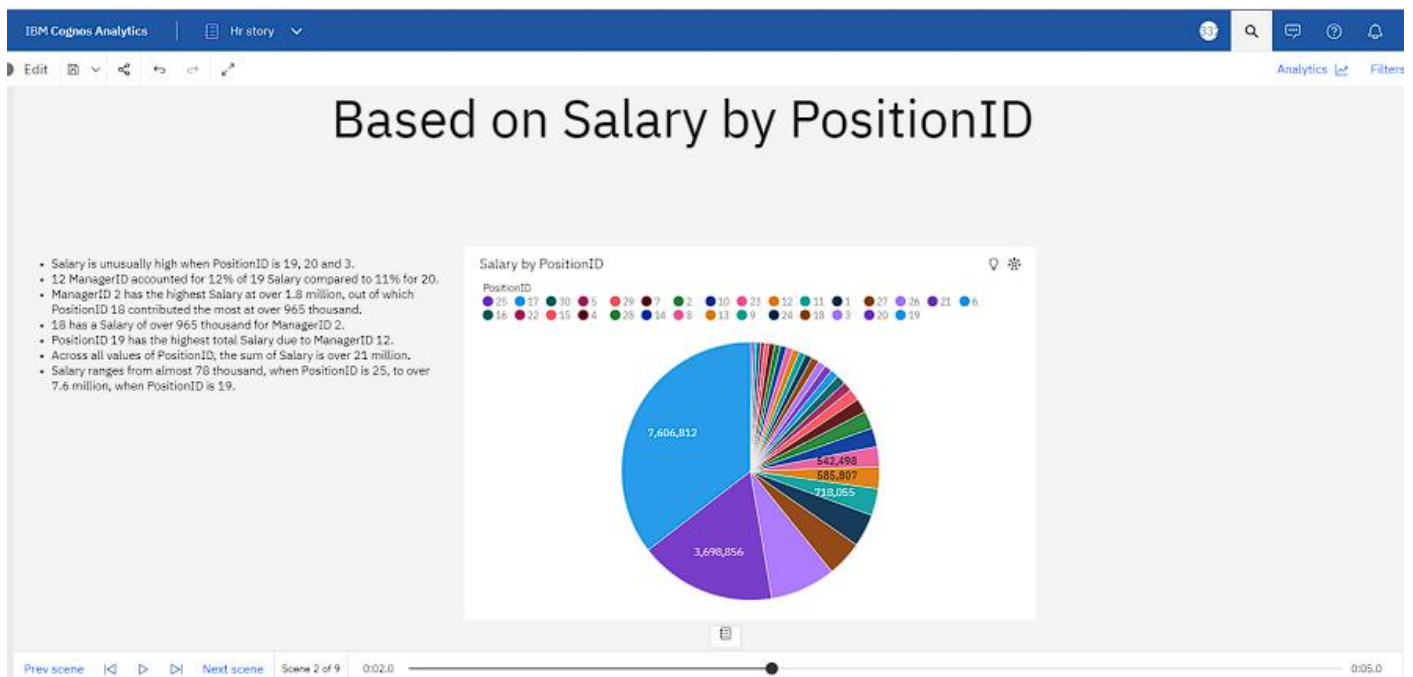 IBM Cognos Analytics Hr story
Edit Analytics Filters
Based on Salary by PositionID
• Salary is unusually high when PositionID is 19, 20 and 3.
• 12 ManagerID accounted for 12% of 19 Salary compared to 11% for 20.
• ManagerID 2 has the highest Salary at over 1.8 million, out of which
PositionID 18 contributed the most at over 965 thousand.
• 18 has a Salary of over 965 thousand for ManagerID 2.
• PositionID 19 has the highest total Salary due to ManagerID 12.
• Across all values of PositionID, the sum of Salary is over 21 million.
• Salary ranges from almost 78 thousand, when PositionID is 25, to over
7.6 million, when PositionID is 19.
Salary by PositionID
PositionID
25 17 30 5 29 7 2 10 23 12 11 1 27 26 21 6
16 22 15 4 28 14 8 13 9 24 18 3 20 19
7,606,812
542,498
585,807
718,055
3,698,856
Prev scene Next scene Scene 2 of 9 0:02.0 0:05.0